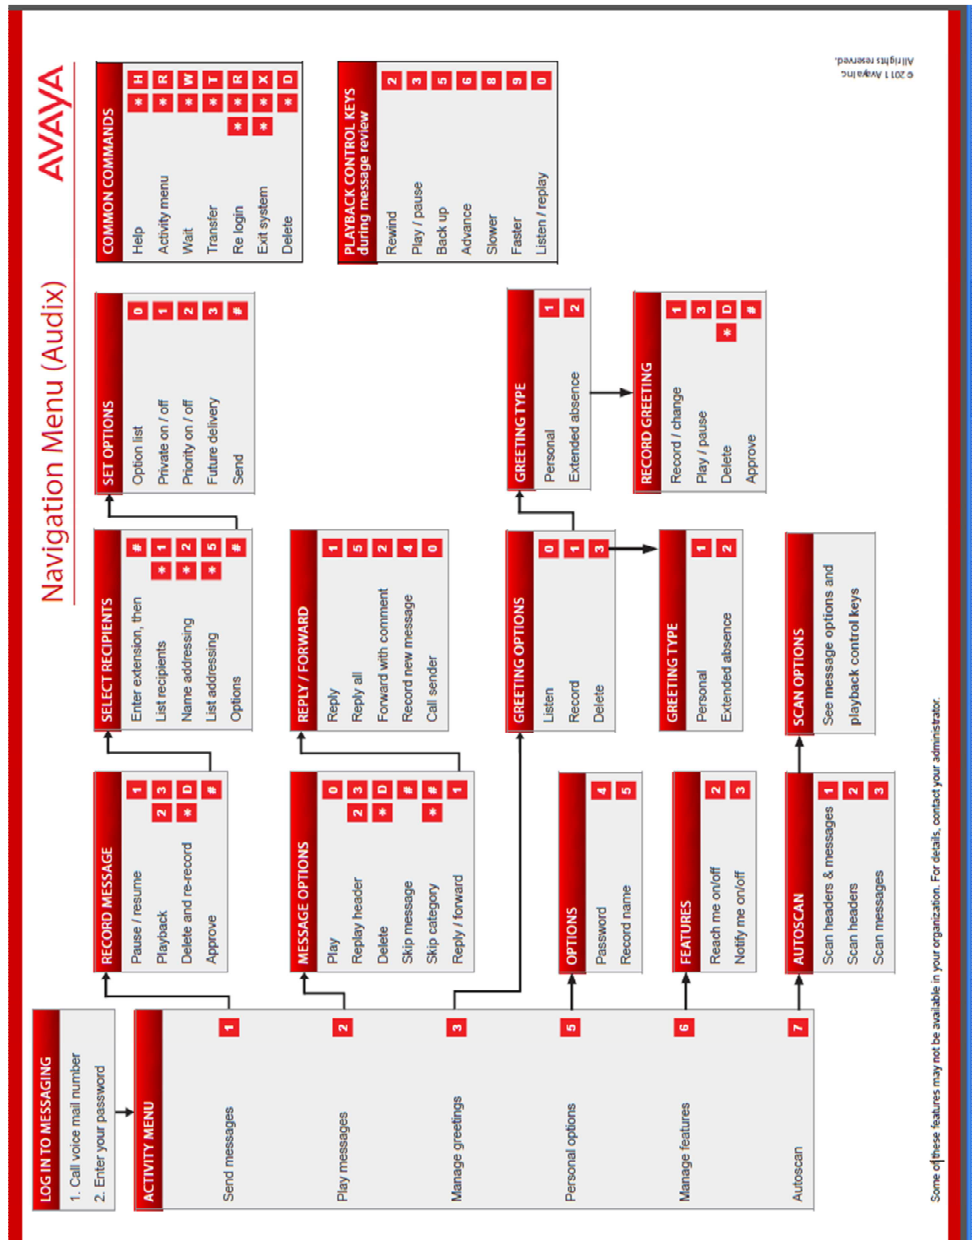 Navigation Menu (Audix)
AVAYA
LOG IN TO MESSAGING
1. Call voice mail number
2. Enter your password
ACTIVITY MENU
Send messages 1
Play messages 2
Manage greetings 3
Personal options 5
Manage features 6
Autoscan 7
RECORD MESSAGE
Pause / resume 1
Playback 2 3
Delete and re-record * D
Approve #
SELECT RECIPIENTS
Enter extension, then #
List recipients * 1
Name addressing * 2
List addressing * 5
Options #
SET OPTIONS
Option list 0
Private on / off 1
Priority on / off 2
Future delivery 3
Send #
COMMON COMMANDS
Help * H
Activity menu * R
Wait * W
Transfer * T
Re login * * R
Exit system * * X
Delete * D
MESSAGE OPTIONS
Play 0
Replay header 2 3
Delete * D
Skip message #
Skip category * #
Reply / forward 1
REPLY / FORWARD
Reply 1
Reply all 5
Forward with comment 2
Record new message 4
Call sender 0
PLAYBACK CONTROL KEYS
during message review
Rewind 2
Play / pause 3
Back up 5
Advance 6
Slower 8
Faster 9
Listen / replay 0
GREETING OPTIONS
Listen 0
Record 1
Delete 3
GREETING TYPE
Personal 1
Extended absence 2
RECORD GREETING
Record / change 1
Play / pause 3
Delete * D
Approve #
GREETING TYPE
Personal 1
Extended absence 2
OPTIONS
Password 4
Record name 5
FEATURES
Reach me on/off 2
Notify me on/off 3
AUTOSCAN
Scan headers & messages 1
Scan headers 2
Scan messages 3
SCAN OPTIONS
See message options and
playback control keys
Some of these features may not be available in your organization. For details, contact your administrator.
© 2011 Avaya Inc.
All rights reserved.